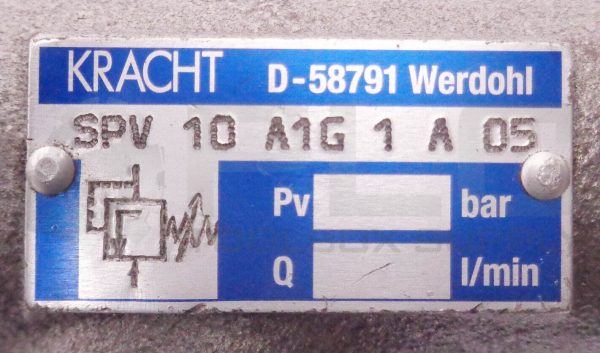 KRACHT D-58791 Werdohl
SPV 10 A1G 1 A 05
Pv bar
Q l/min